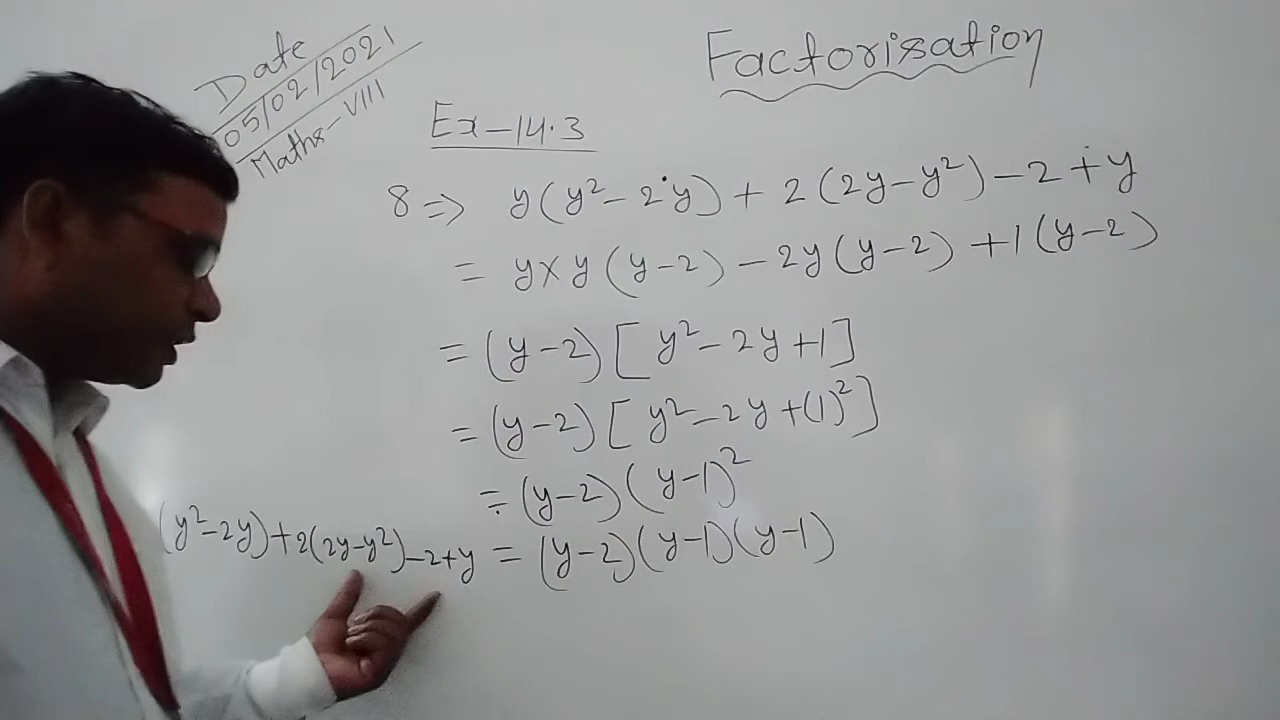 Date
05/02/2021
Maths-VIII
Factorisation
Ex-14.3
8 ⇒ y(y²-2y)+2(2y-y²)-2+y
= y×y(y-2)-2y(y-2)+1(y-2)
= (y-2)[y²-2y+1]
= (y-2)[y²-2y+(1)²]
= (y-2)(y-1)²
(y²-2y)+2(2y-y²)-2+y = (y-2)(y-1)(y-1)